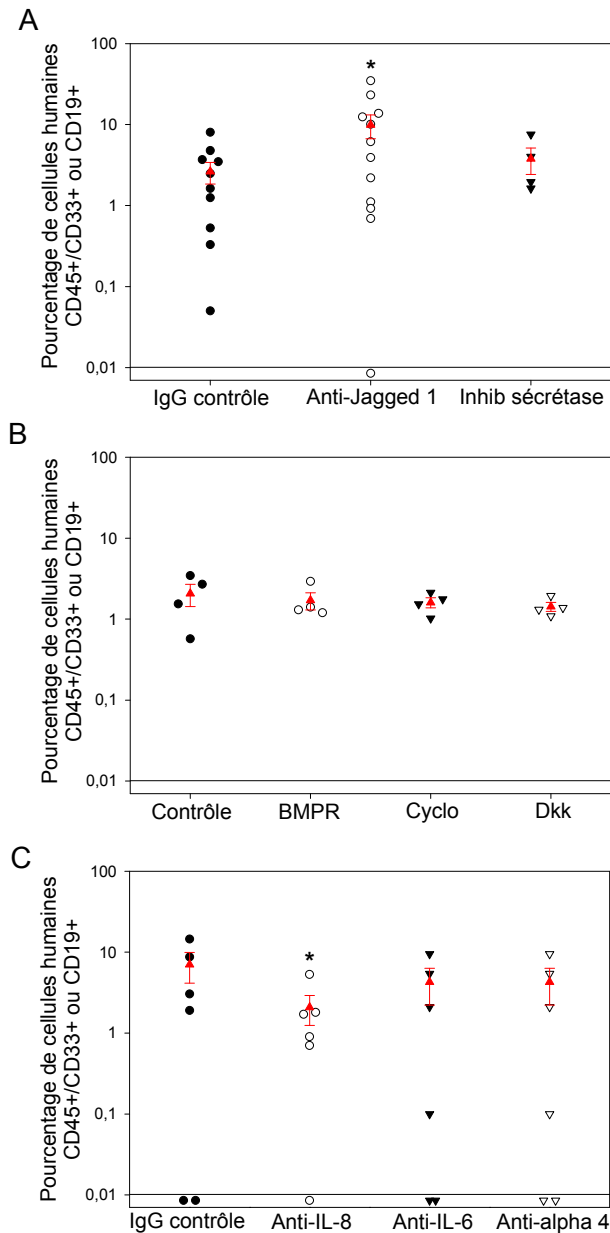 A
Pourcentage de cellules humaines
CD45+/CD33+ ou CD19+
100
10
1
0,1
0,01
*
IgG contrôle
Anti-Jagged 1
Inhib sécrétase
B
Pourcentage de cellules humaines
CD45+/CD33+ ou CD19+
100
10
1
0,1
0,01
Contrôle
BMPR
Cyclo
Dkk
C
Pourcentage de cellules humaines
CD45+/CD33+ ou CD19+
100
10
1
0,1
0,01
*
IgG contrôle
Anti-IL-8
Anti-IL-6
Anti-alpha 4